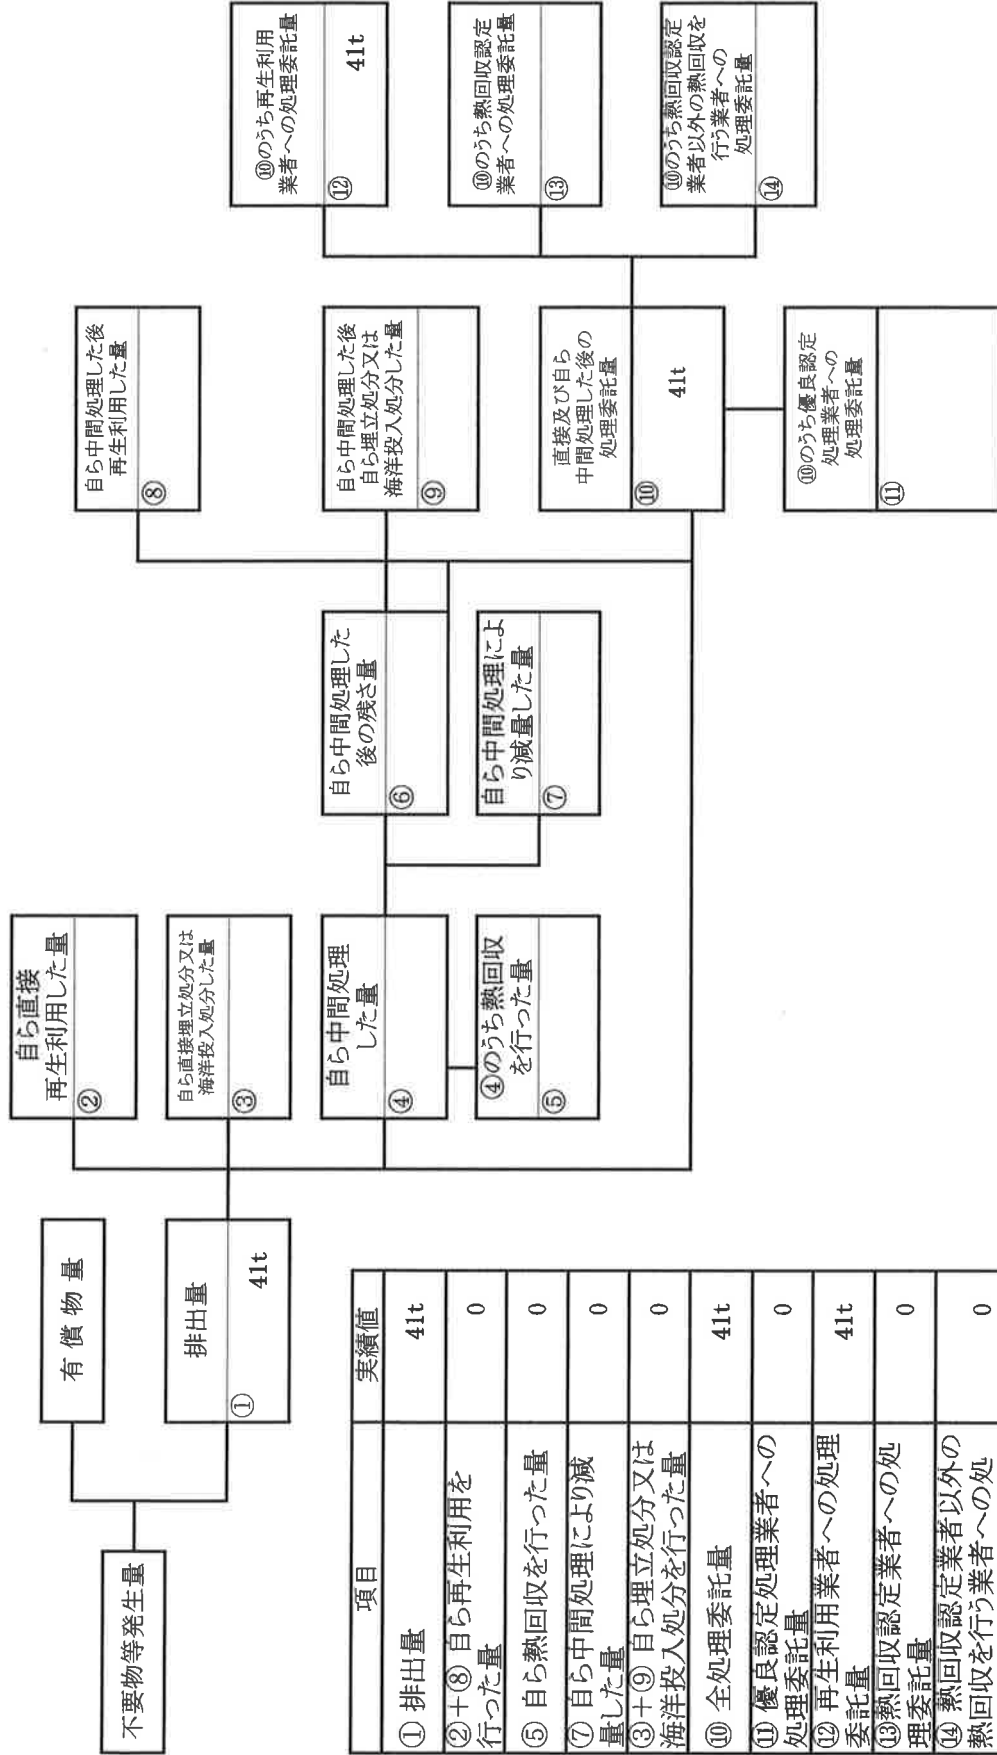 不要物等発生量
有償物量
排出量
①
41t
自ら直接
再生利用した量
②
自ら直接埋立処分又は
海洋投入処分した量
③
自ら中間処理
した量
④
④のうち熱回収
を行った量
⑤
自ら中間処理した
後の残さ量
⑥
自ら中間処理によ
り減量した量
⑦
自ら中間処理した後
再生利用した量
⑧
自ら中間処理した後
自ら埋立処分又は
海洋投入処分した量
⑨
直接及び自ら
中間処理した後の
処理委託量
⑩
41t
⑩のうち優良認定
処理業者への
処理委託量
⑪
⑩のうち再生利用
業者への処理委託量
⑫
41t
⑩のうち熱回収認定
業者への処理委託量
⑬
⑩のうち熱回収認定
業者以外の熱回収を
行う業者への
処理委託量
⑭
項目 実績値
① 排出量 41t
②+⑧ 自ら再生利用を
行った量 0
⑤ 自ら熱回収を行った量 0
⑦ 自ら中間処理により減
量した量 0
③+⑨ 自ら埋立処分又は
海洋投入処分を行った量 0
⑩ 全処理委託量 41t
⑪ 優良認定処理業者への
処理委託量 0
⑫ 再生利用業者への処理
委託量 41t
⑬熱回収認定業者への処
理委託量 0
⑭ 熱回収認定業者以外の
熱回収を行う業者への処 0